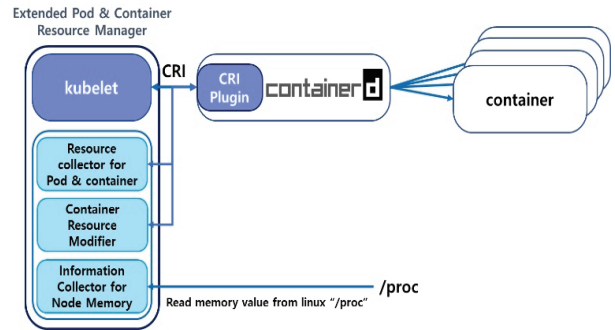 Extended Pod & Container
Resource Manager
kubelet
CRI
CRI
Plugin
containerd
container
Resource
collector for
Pod & container
Container
Resource
Modifier
Information
Collector for
Node Memory
/proc
Read memory value from linux "/proc"